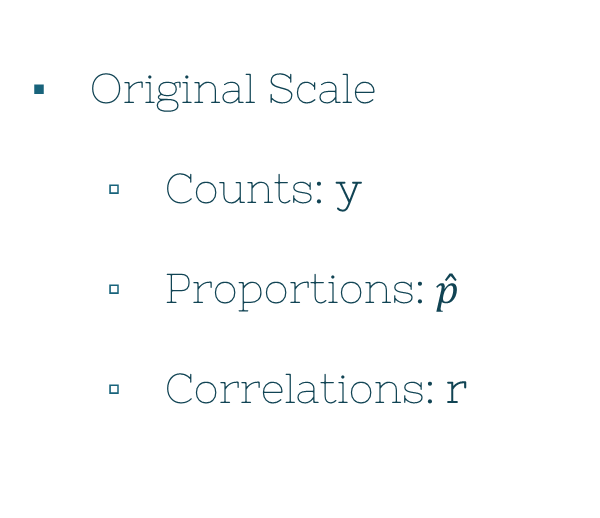 ▪ Original Scale
▫ Counts: y
▫ Proportions: p̂
▫ Correlations: r